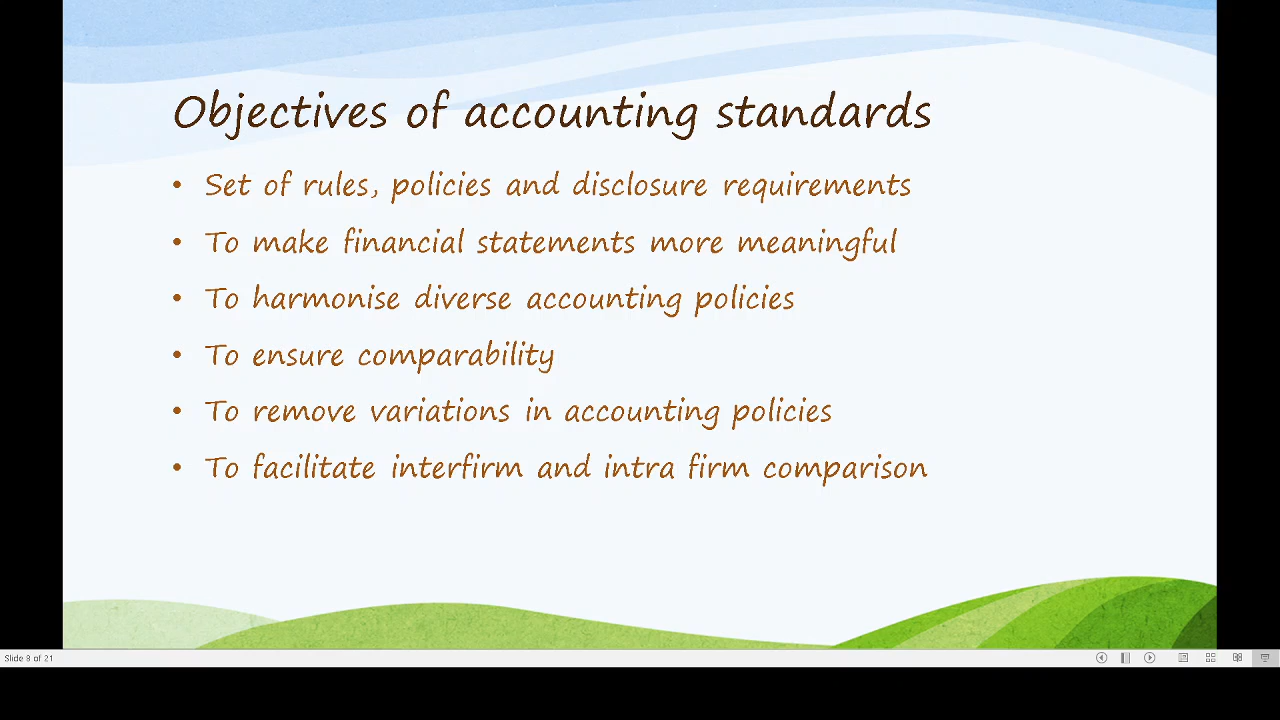 Objectives of accounting standards
• Set of rules, policies and disclosure requirements
• To make financial statements more meaningful
• To harmonise diverse accounting policies
• To ensure comparability
• To remove variations in accounting policies
• To facilitate interfirm and intra firm comparison
Slide 9 of 21